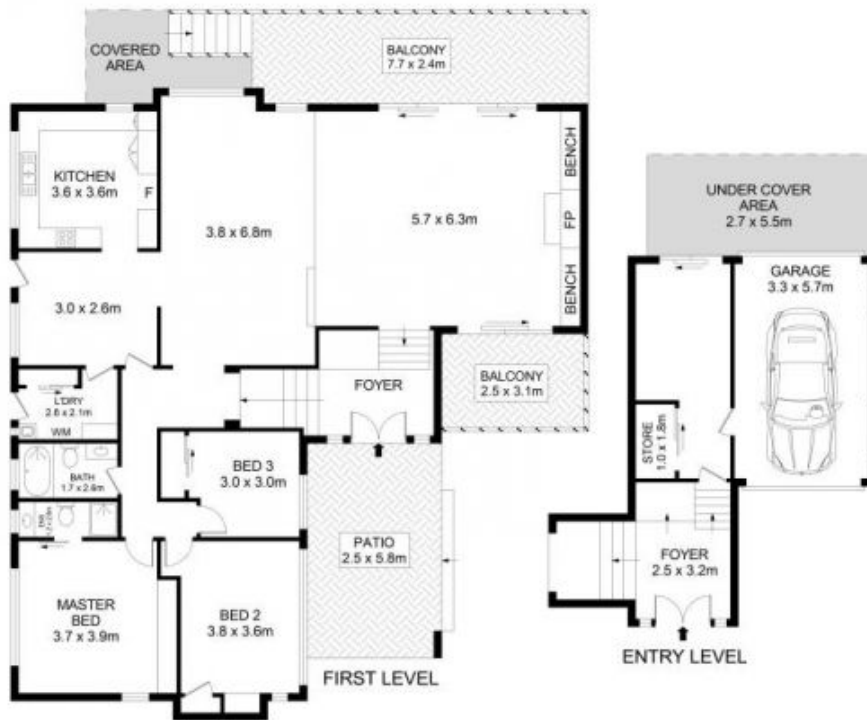 COVERED
AREA
BALCONY
7.7 x 2.4m
KITCHEN
3.6 x 3.6m
F
3.8 x 6.8m
5.7 x 6.3m
BENCH
FP
BENCH
3.0 x 2.6m
L'DRY
2.6 x 2.1m
WM
FOYER
BALCONY
2.5 x 3.1m
BATH
1.7 x 2.6m
BED 3
3.0 x 3.0m
ENS
MASTER
BED
3.7 x 3.9m
BED 2
3.8 x 3.6m
PATIO
2.5 x 5.8m
FIRST LEVEL
UNDER COVER
AREA
2.7 x 5.5m
GARAGE
3.3 x 5.7m
STORE
1.0 x 1.8m
FOYER
2.5 x 3.2m
ENTRY LEVEL